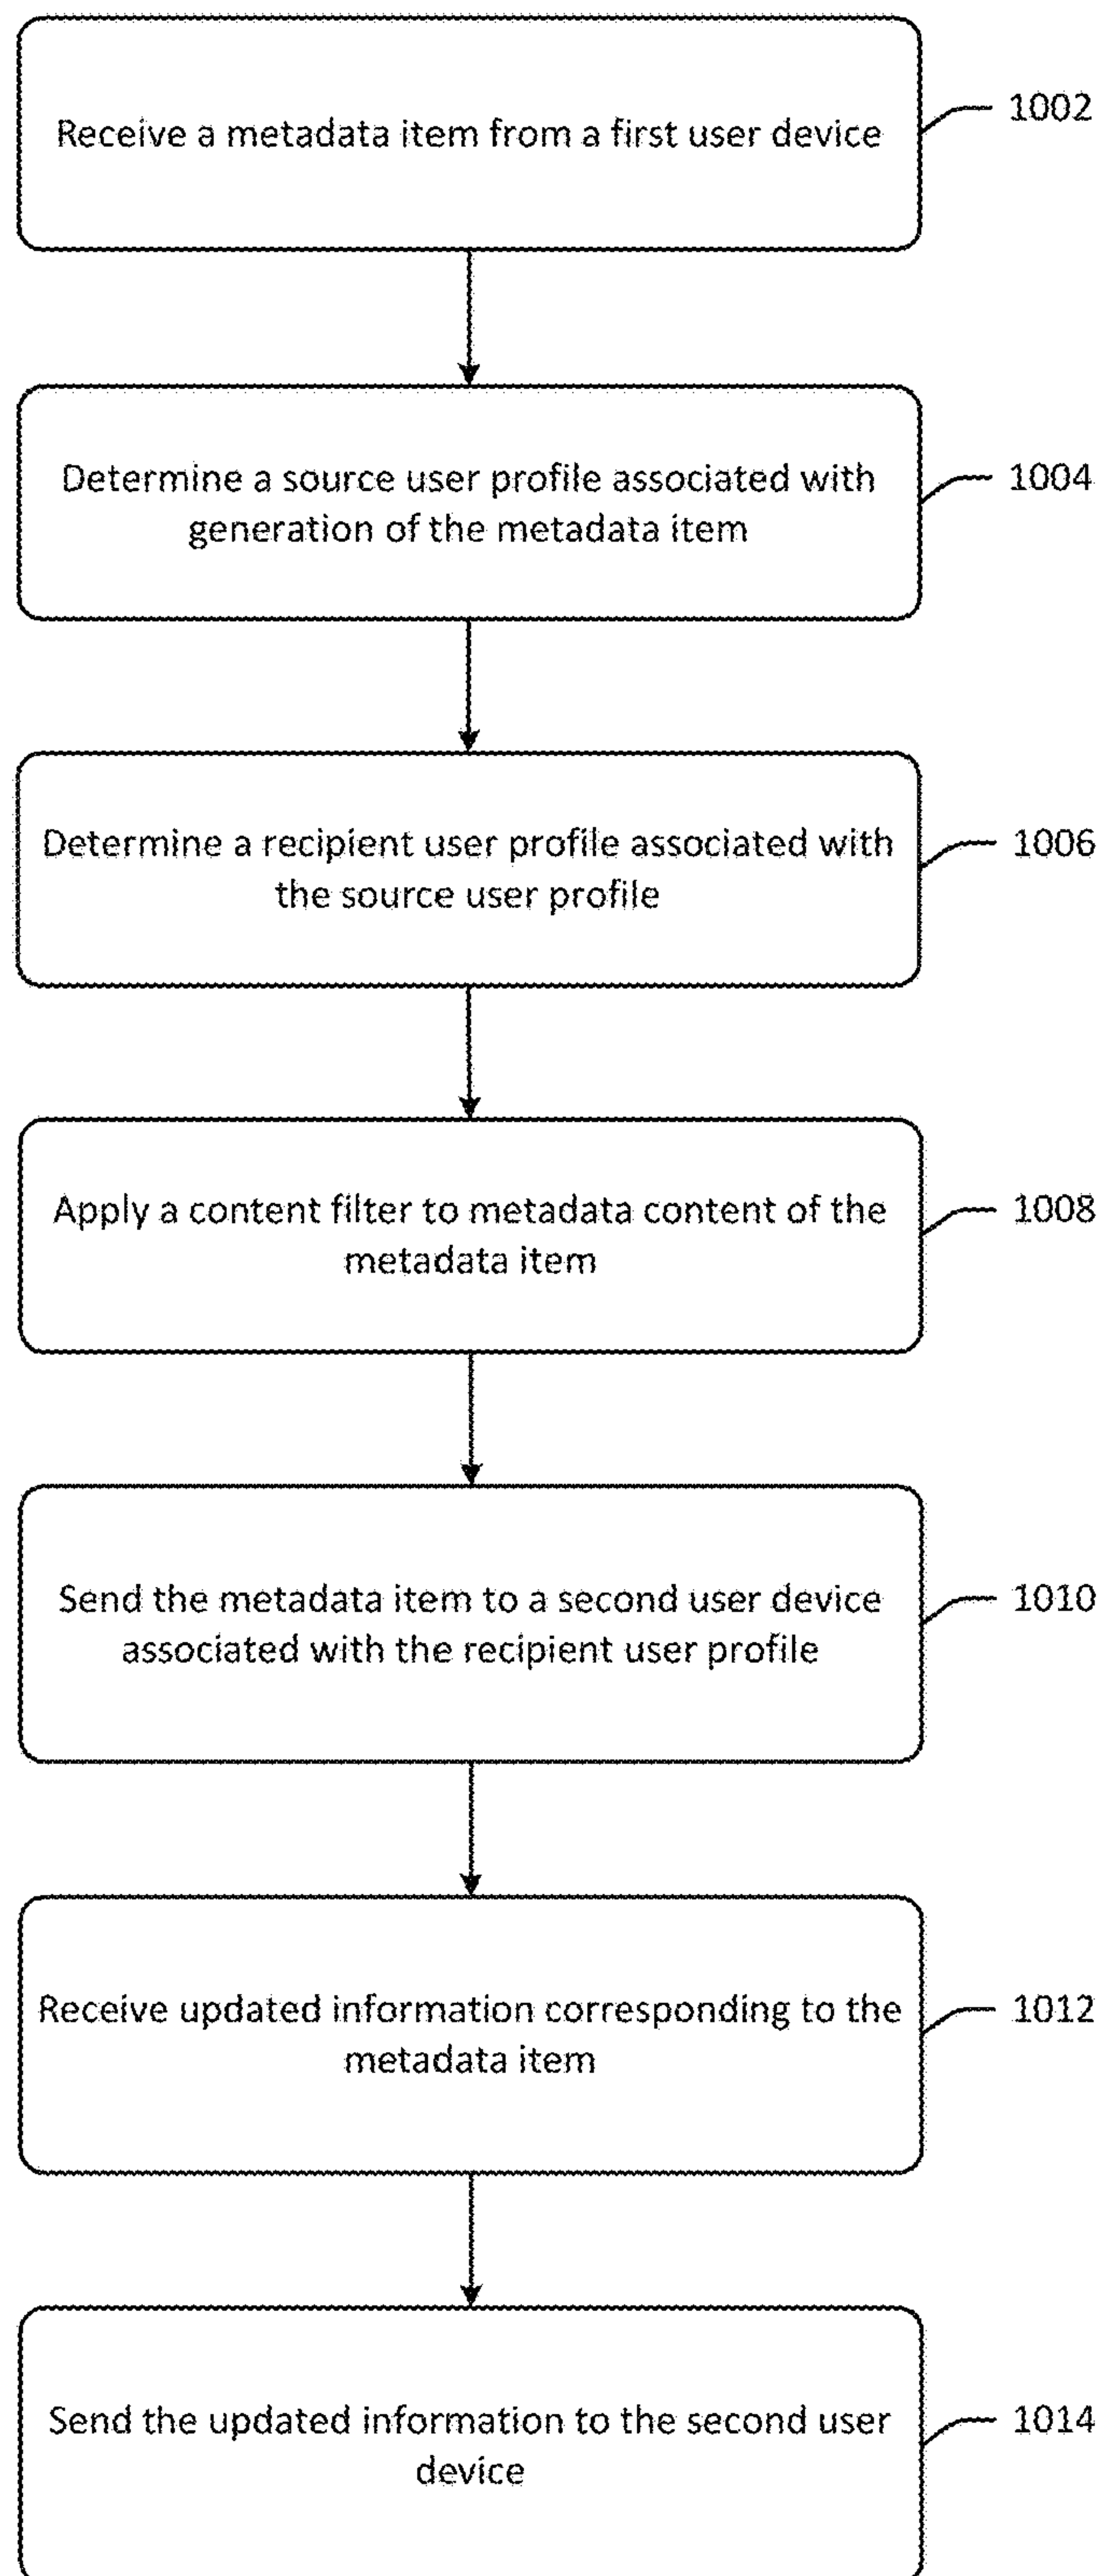 Receive a metadata item from a first user device
1002
Determine a source user profile associated with
generation of the metadata item
1004
Determine a recipient user profile associated with
the source user profile
1006
Apply a content filter to metadata content of the
metadata item
1008
Send the metadata item to a second user device
associated with the recipient user profile
1010
Receive updated information corresponding to the
metadata item
1012
Send the updated information to the second user
device
1014